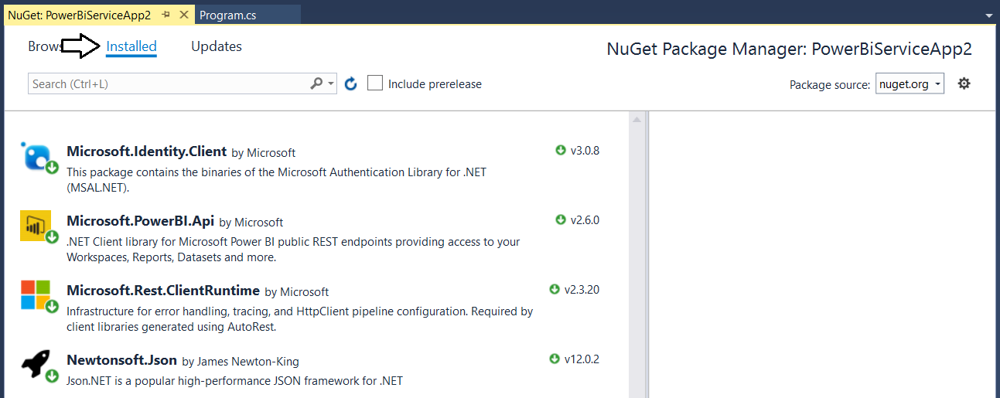 NuGet: PowerBiServiceApp2 Program.cs
Brows Installed Updates
NuGet Package Manager: PowerBiServiceApp2
Search (Ctrl+L) Include prerelease
Package source: nuget.org
Microsoft.Identity.Client by Microsoft v3.0.8
This package contains the binaries of the Microsoft Authentication Library for .NET
(MSAL.NET).
Microsoft.PowerBI.Api by Microsoft v2.6.0
.NET Client library for Microsoft Power BI public REST endpoints providing access to your
Workspaces, Reports, Datasets and more.
Microsoft.Rest.ClientRuntime by Microsoft v2.3.20
Infrastructure for error handling, tracing, and HttpClient pipeline configuration. Required by
client libraries generated using AutoRest.
Newtonsoft.Json by James Newton-King v12.0.2
Json.NET is a popular high-performance JSON framework for .NET